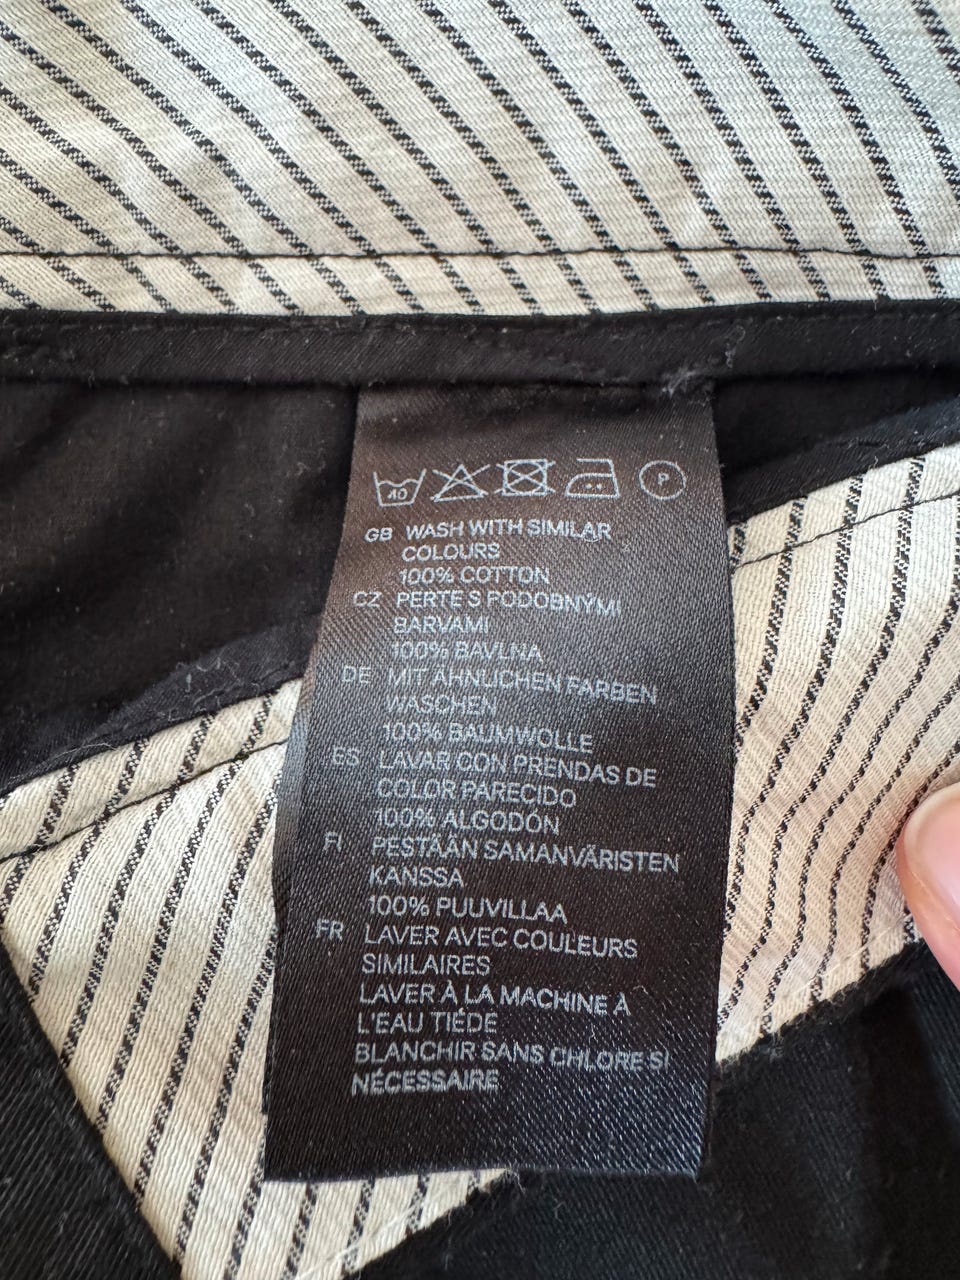 40 P
GB WASH WITH SIMILAR
COLOURS
100% COTTON
CZ PERTE S PODOBNÝMI
BARVAMI
100% BAVLNA
DE MIT ÄHNLICHEN FARBEN
WASCHEN
100% BAUMWOLLE
ES LAVAR CON PRENDAS DE
COLOR PARECIDO
100% ALGODÓN
FI PESTÄÄN SAMANVÄRISTEN
KANSSA
100% PUUVILLAA
FR LAVER AVEC COULEURS
SIMILAIRES
LAVER À LA MACHINE À
L'EAU TIÉDE
BLANCHIR SANS CHLORE SI
NÉCESSAIRE